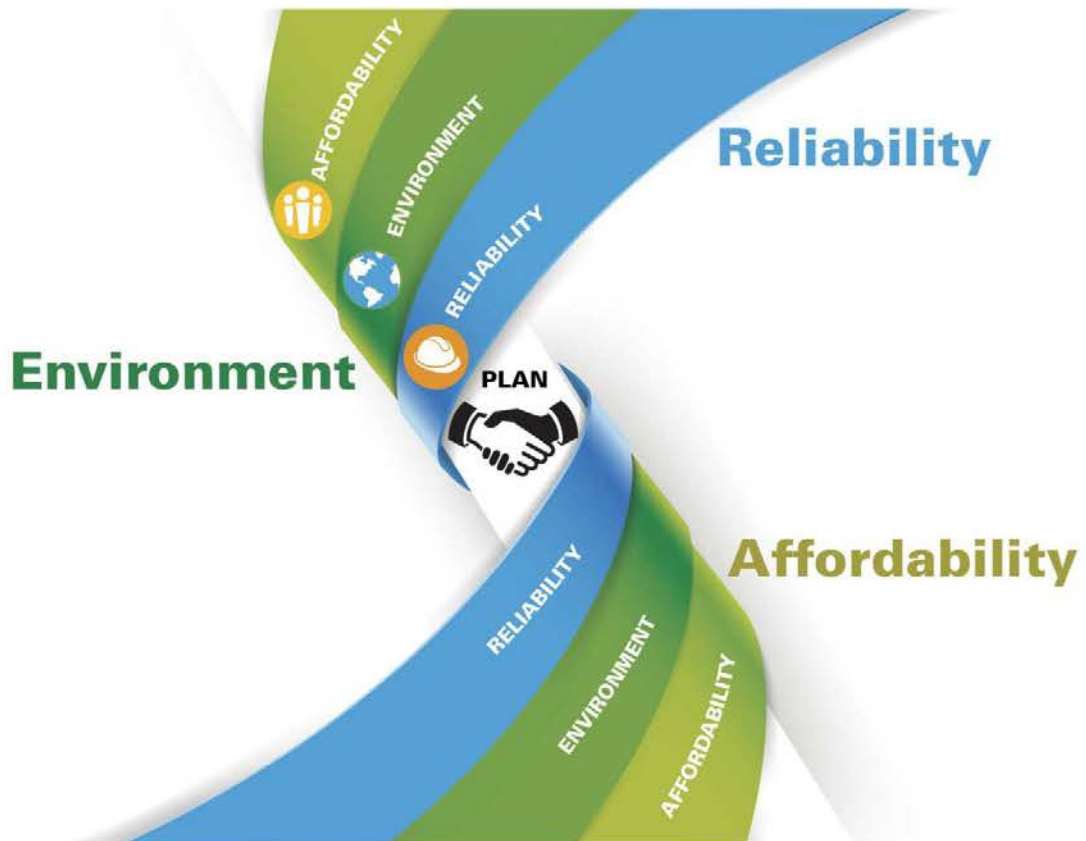 AFFORDABILITY
ENVIRONMENT
Reliability
RELIABILITY
Environment
PLAN
Affordability
RELIABILITY
ENVIRONMENT
AFFORDABILITY